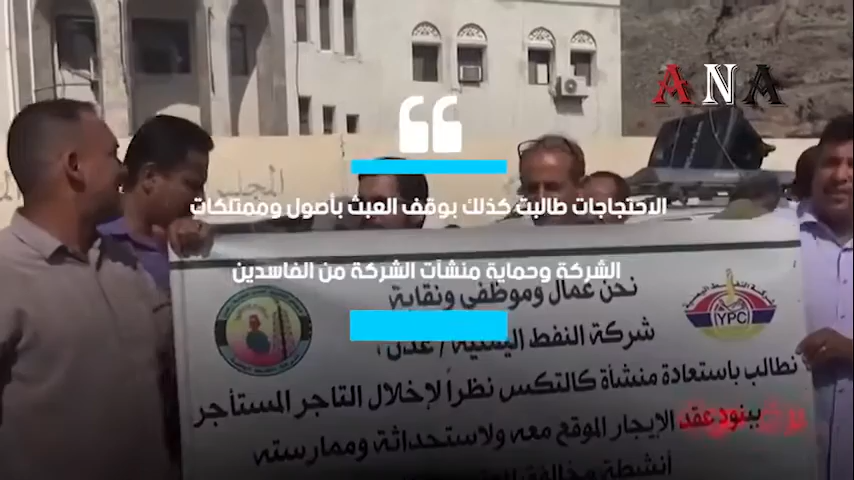 ANA
الاحتجاجات طالبت كذلك بوقف العبث بأصول وممتلكات
الشركة وحماية منشآت الشركة من الفاسدين
نحن عمال وموظفي ونقابة
شركة النفط اليمنية / عدن
YPC
نطالب باستعادة منشأة كالتكس نظراً لإخلال التاجر المستأجر
ببنود عقد الإيجار الموقع معه ولاستحداثة وممارسته
أنشطة مخالفة